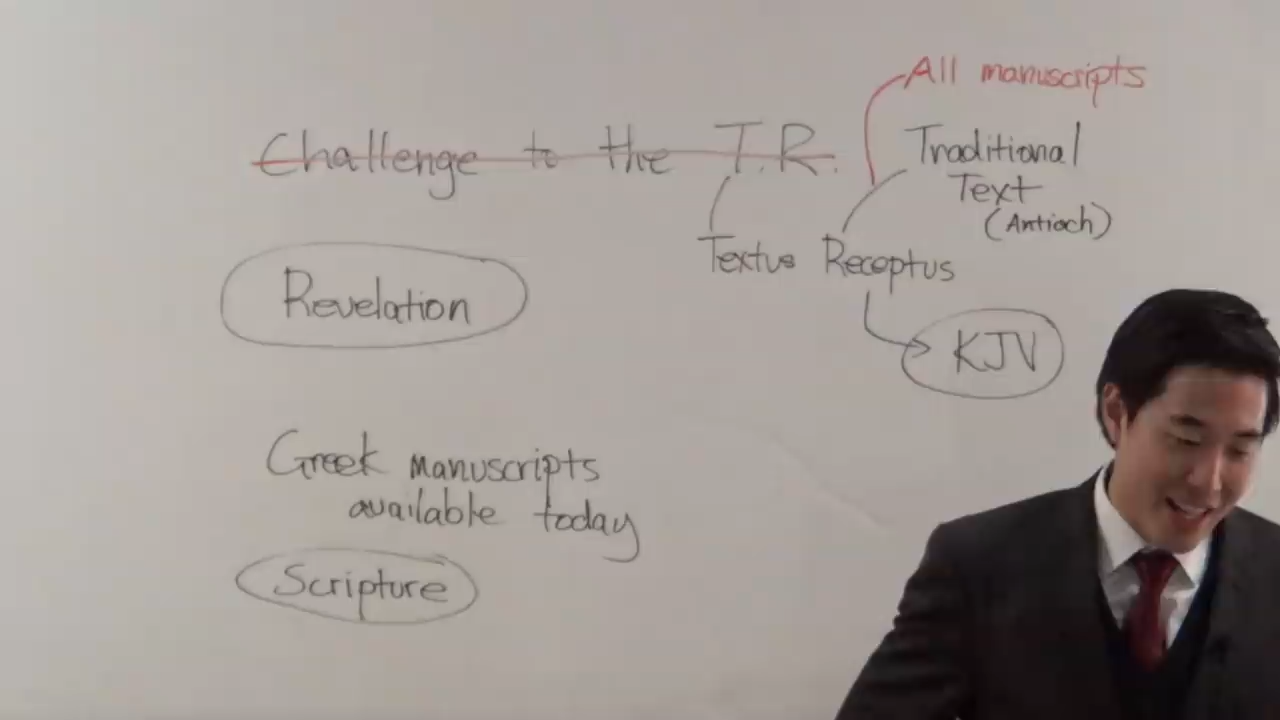 All manuscripts
Challenge to the T.R.
Traditional
Text
(Antioch)
Textus Receptus
Revelation
KJV
Greek manuscripts
available today
Scripture